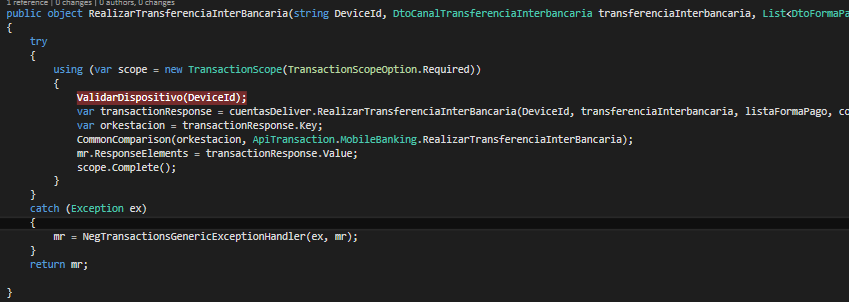 1 reference | 0 changes | 0 authors, 0 changes
public object RealizarTransferenciaInterBancaria(string DeviceId, DtoCanalTransferenciaInterbancaria transferenciaInterbancaria, List<DtoFormaPa
{
try
{
using (var scope = new TransactionScope(TransactionScopeOption.Required))
{
ValidarDispositivo(DeviceId);
var transactionResponse = cuentasDeliver.RealizarTransferenciaInterBancaria(DeviceId, transferenciaInterbancaria, listaFormaPago, co
var orkestacion = transactionResponse.Key;
CommonComparison(orkestacion, ApiTransaction.MobileBanking.RealizarTransferenciaInterBancaria);
mr.ResponseElements = transactionResponse.Value;
scope.Complete();
}
}
catch (Exception ex)
{
mr = NegTransactionsGenericExceptionHandler(ex, mr);
}
return mr;
}